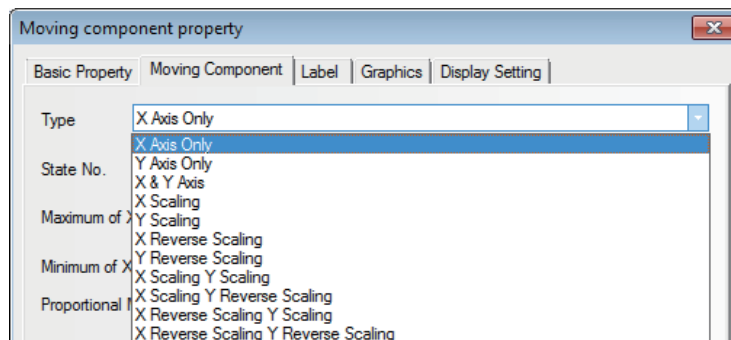 Moving component property
Basic Property Moving Component Label Graphics Display Setting
Type X Axis Only
X Axis Only
State No. Y Axis Only
X & Y Axis
X Scaling
Maximum of X Y Scaling
X Reverse Scaling
Minimum of X Y Reverse Scaling
X Scaling Y Scaling
Proportional X Scaling Y Reverse Scaling
X Reverse Scaling Y Scaling
X Reverse Scaling Y Reverse Scaling